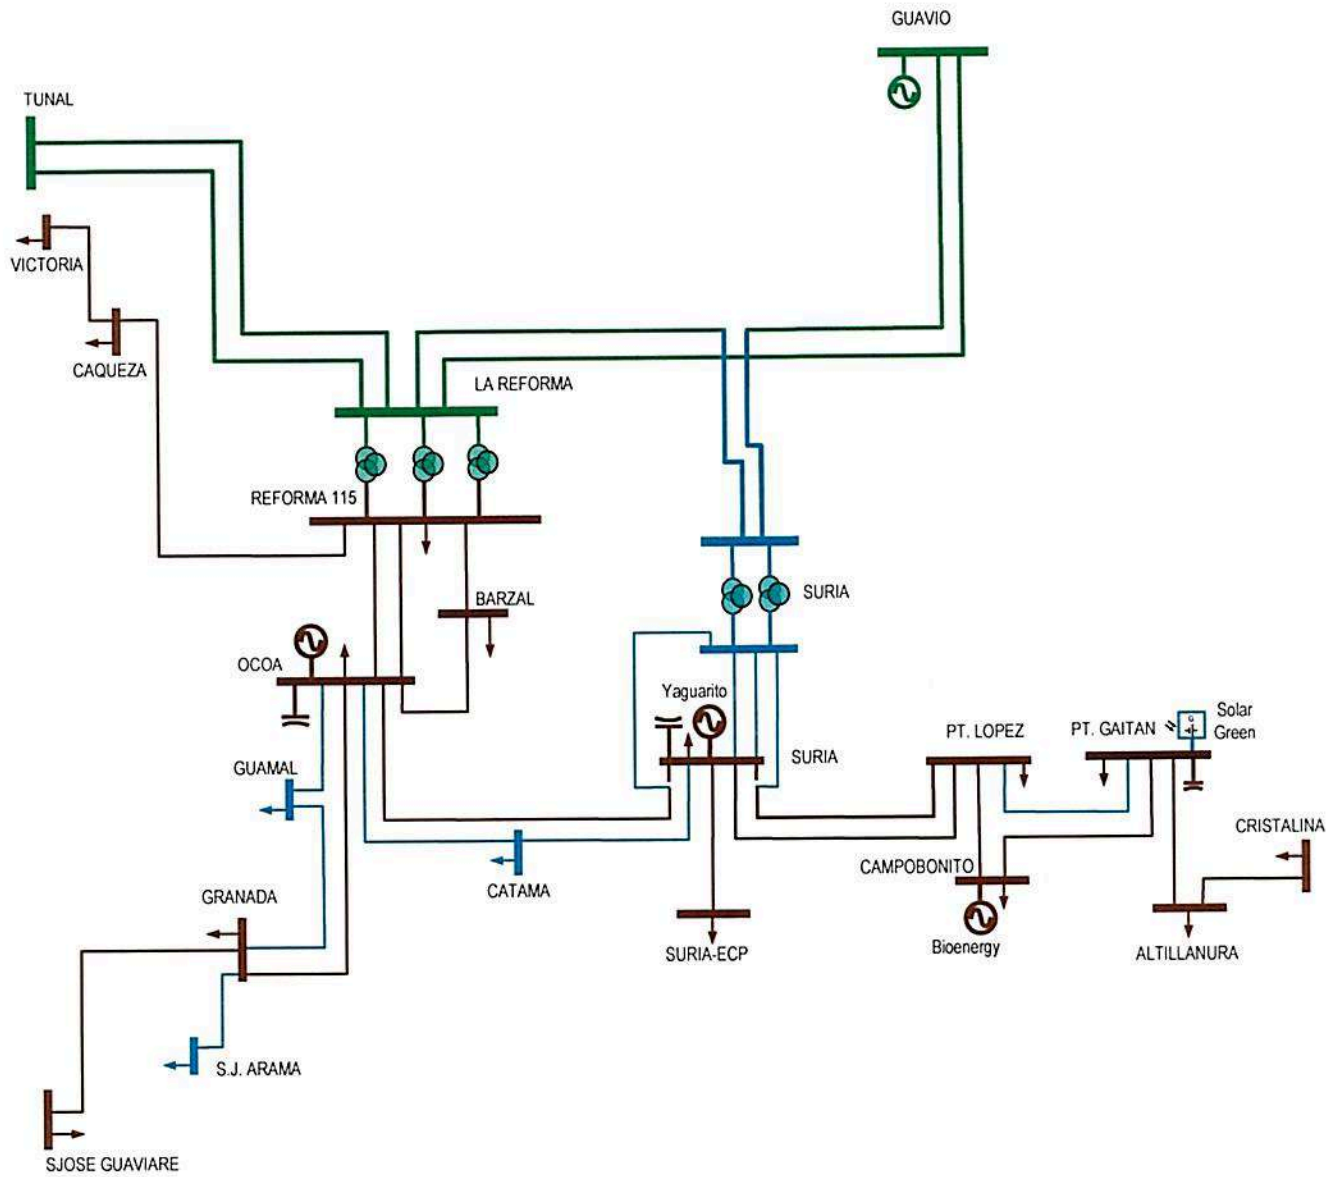 GUAVIO
TUNAL
VICTORIA
CAQUEZA
LA REFORMA
REFORMA 115
SURIA
BARZAL
OCOA
Yaguarito
SURIA
PT. LOPEZ
PT. GAITAN
Solar
Green
GUAMAL
CATAMA
CAMPOBONITO
CRISTALINA
GRANADA
SURIA-ECP
Bioenergy
ALTILLANURA
S.J. ARAMA
SJOSE GUAVIARE